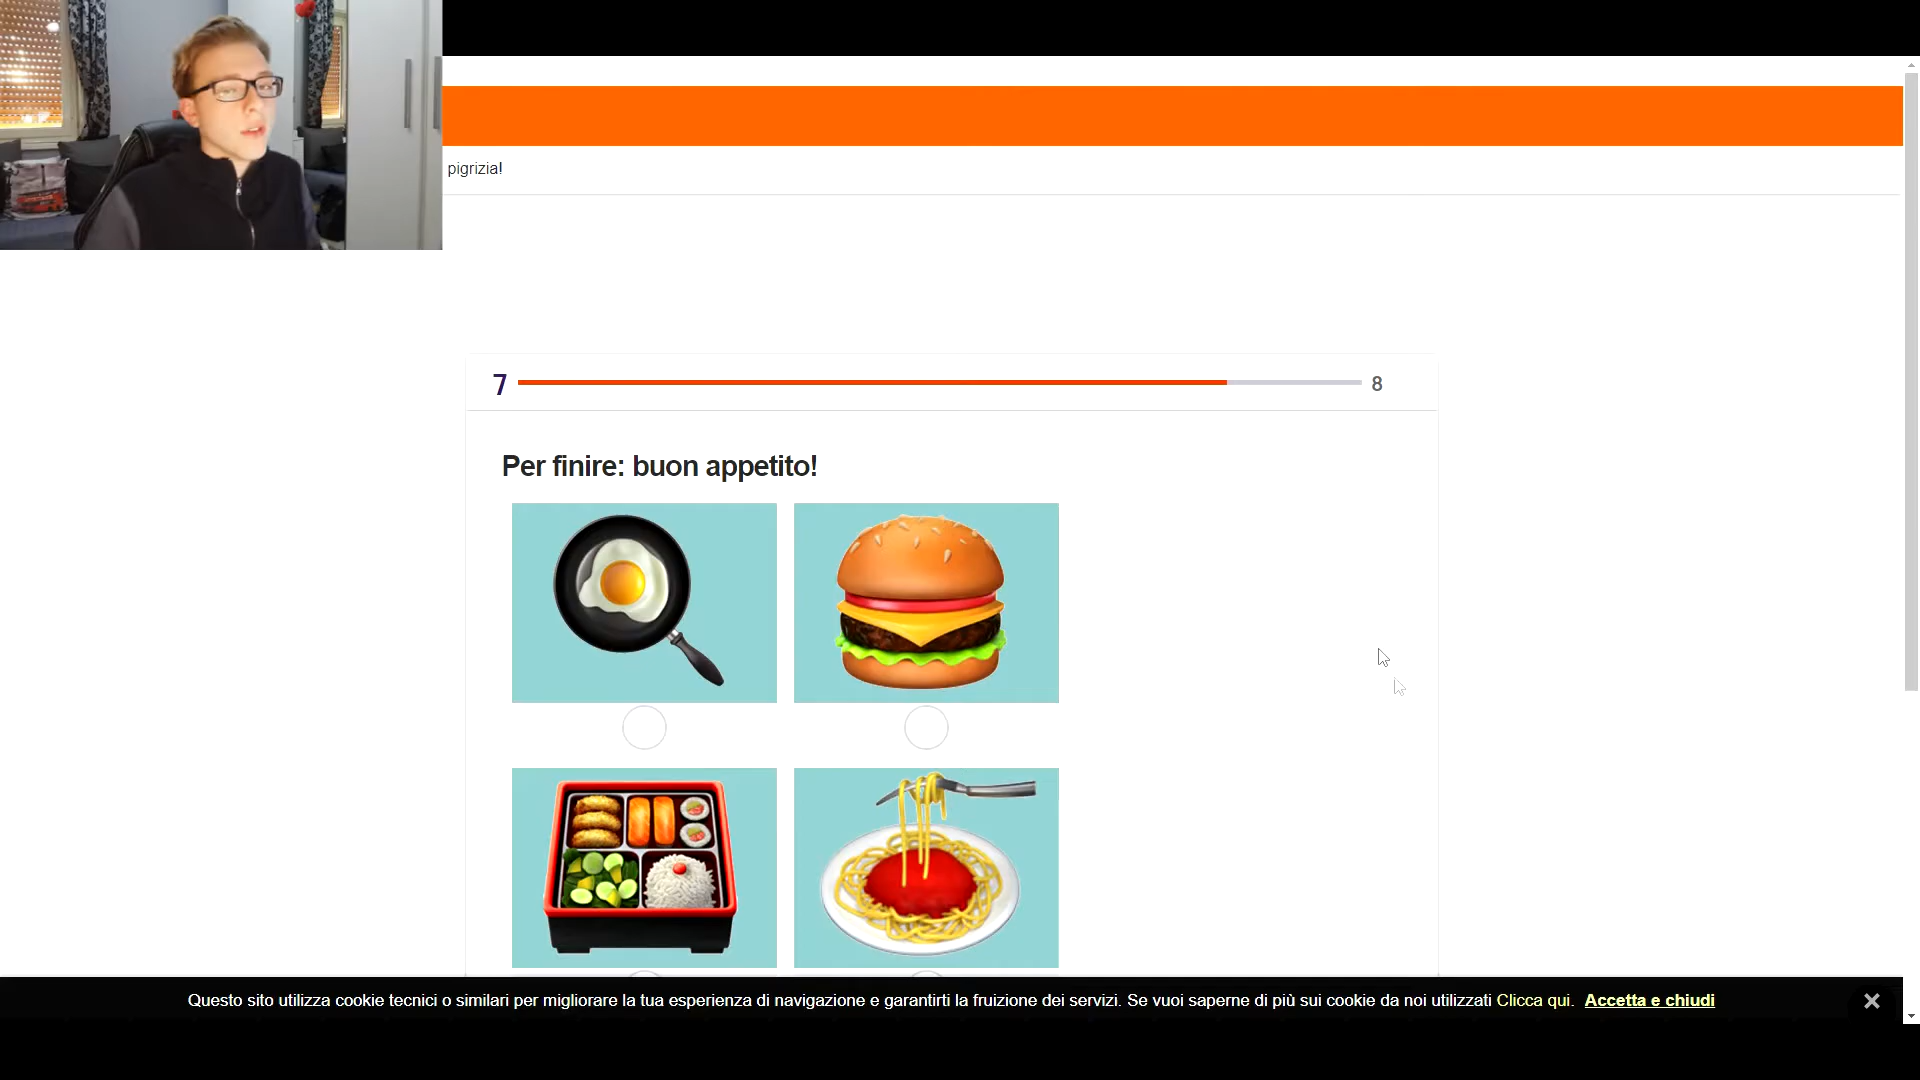 pigrizia!
7
8
Per finire: buon appetito!
Questo sito utilizza cookie tecnici o similari per migliorare la tua esperienza di navigazione e garantirti la fruizione dei servizi. Se vuoi saperne di più sui cookie da noi utilizzati Clicca qui. Accetta e chiudi